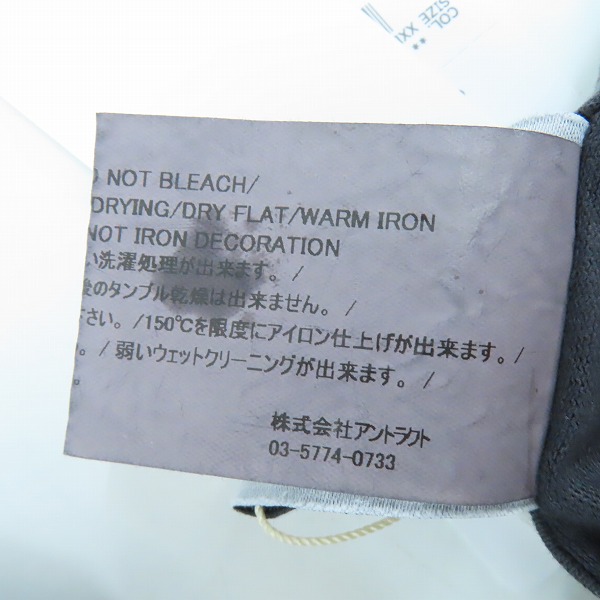 COL.
SIZE XXL
**
NOT BLEACH/
DRYING/DRY FLAT/WARM IRON
NOT IRON DECORATION
い洗濯処理が出来ます。/
後のタンブル乾燥は出来ません。/
さい。/150℃を限度にアイロン仕上げが出来ます。/
。/ 弱いウェットクリーニングが出来ます。/
株式会社アントラクト
03-5774-0733